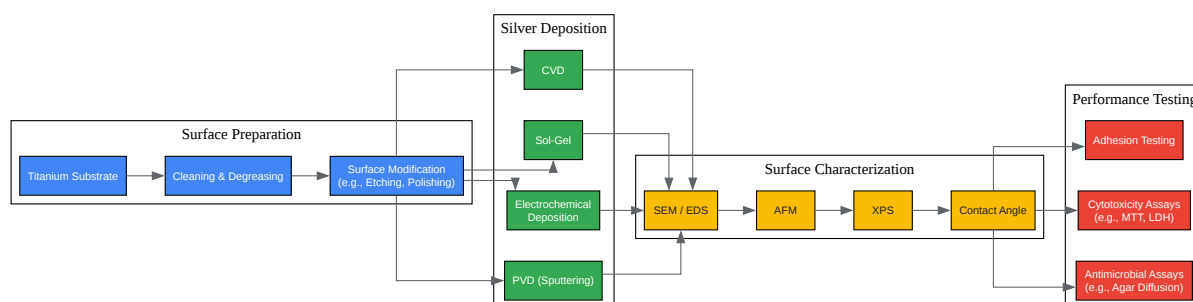 Surface Preparation
Titanium Substrate
Cleaning & Degreasing
Surface Modification
(e.g., Etching, Polishing)
Silver Deposition
CVD
Sol-Gel
Electrochemical
Deposition
PVD (Sputtering)
Surface Characterization
SEM / EDS
AFM
XPS
Contact Angle
Performance Testing
Adhesion Testing
Cytotoxicity Assays
(e.g., MTT, LDH)
Antimicrobial Assays
(e.g., Agar Diffusion)